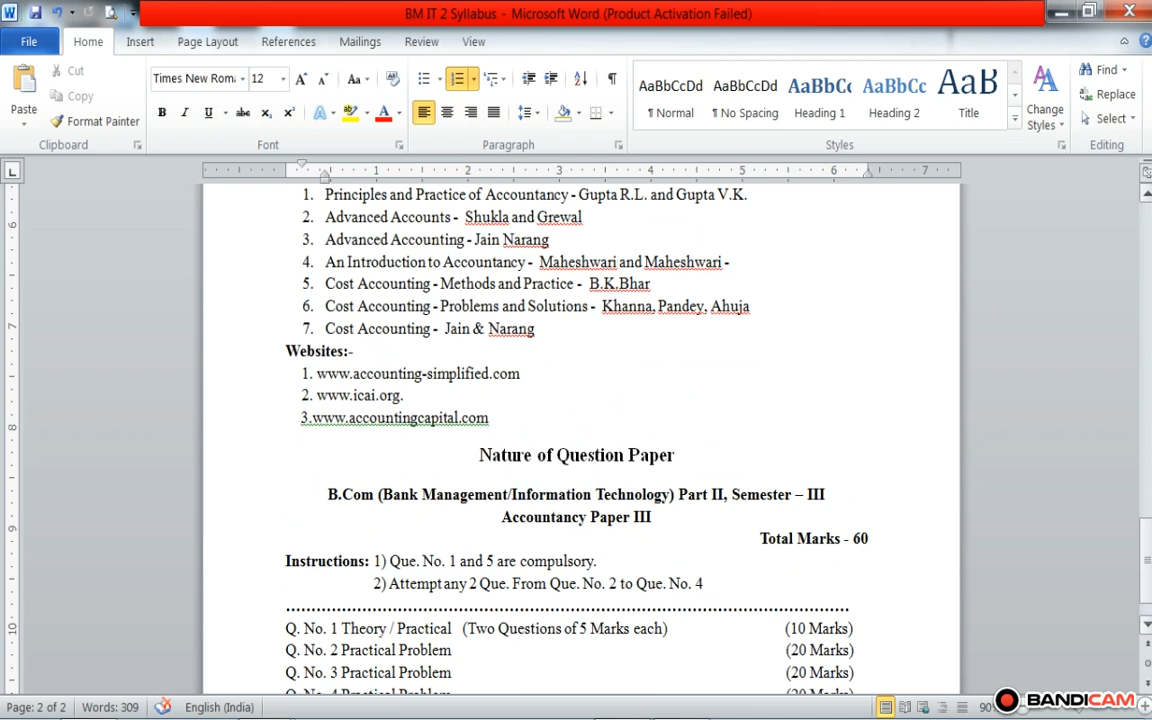 BM IT 2 Syllabus - Microsoft Word (Product Activation Failed)
File Home Insert Page Layout References Mailings Review View
Paste
Cut
Copy
Format Painter
Clipboard
Times New Rom 12
Font
Paragraph
AaBbCcDd AaBbCcDd AaBbCc AaBbCc AaB
¶ Normal ¶ No Spacing Heading 1 Heading 2 Title
Change Styles
Styles
Find
Replace
Select
Editing
1. Principles and Practice of Accountancy - Gupta R.L. and Gupta V.K.
2. Advanced Accounts - Shukla and Grewal
3. Advanced Accounting - Jain Narang
4. An Introduction to Accountancy - Maheshwari and Maheshwari -
5. Cost Accounting - Methods and Practice - B.K.Bhar
6. Cost Accounting - Problems and Solutions - Khanna, Pandey, Ahuja
7. Cost Accounting - Jain & Narang
Websites:-
1. www.accounting-simplified.com
2. www.icai.org.
3.www.accountingcapital.com
Nature of Question Paper
B.Com (Bank Management/Information Technology) Part II, Semester – III
Accountancy Paper III
Total Marks - 60
Instructions: 1) Que. No. 1 and 5 are compulsory.
2) Attempt any 2 Que. From Que. No. 2 to Que. No. 4
Q. No. 1 Theory / Practical (Two Questions of 5 Marks each) (10 Marks)
Q. No. 2 Practical Problem (20 Marks)
Q. No. 3 Practical Problem (20 Marks)
Q. No. 4 Practical Problem (20 Marks)
Page: 2 of 2 Words: 309 English (India) 90%
BANDICAM